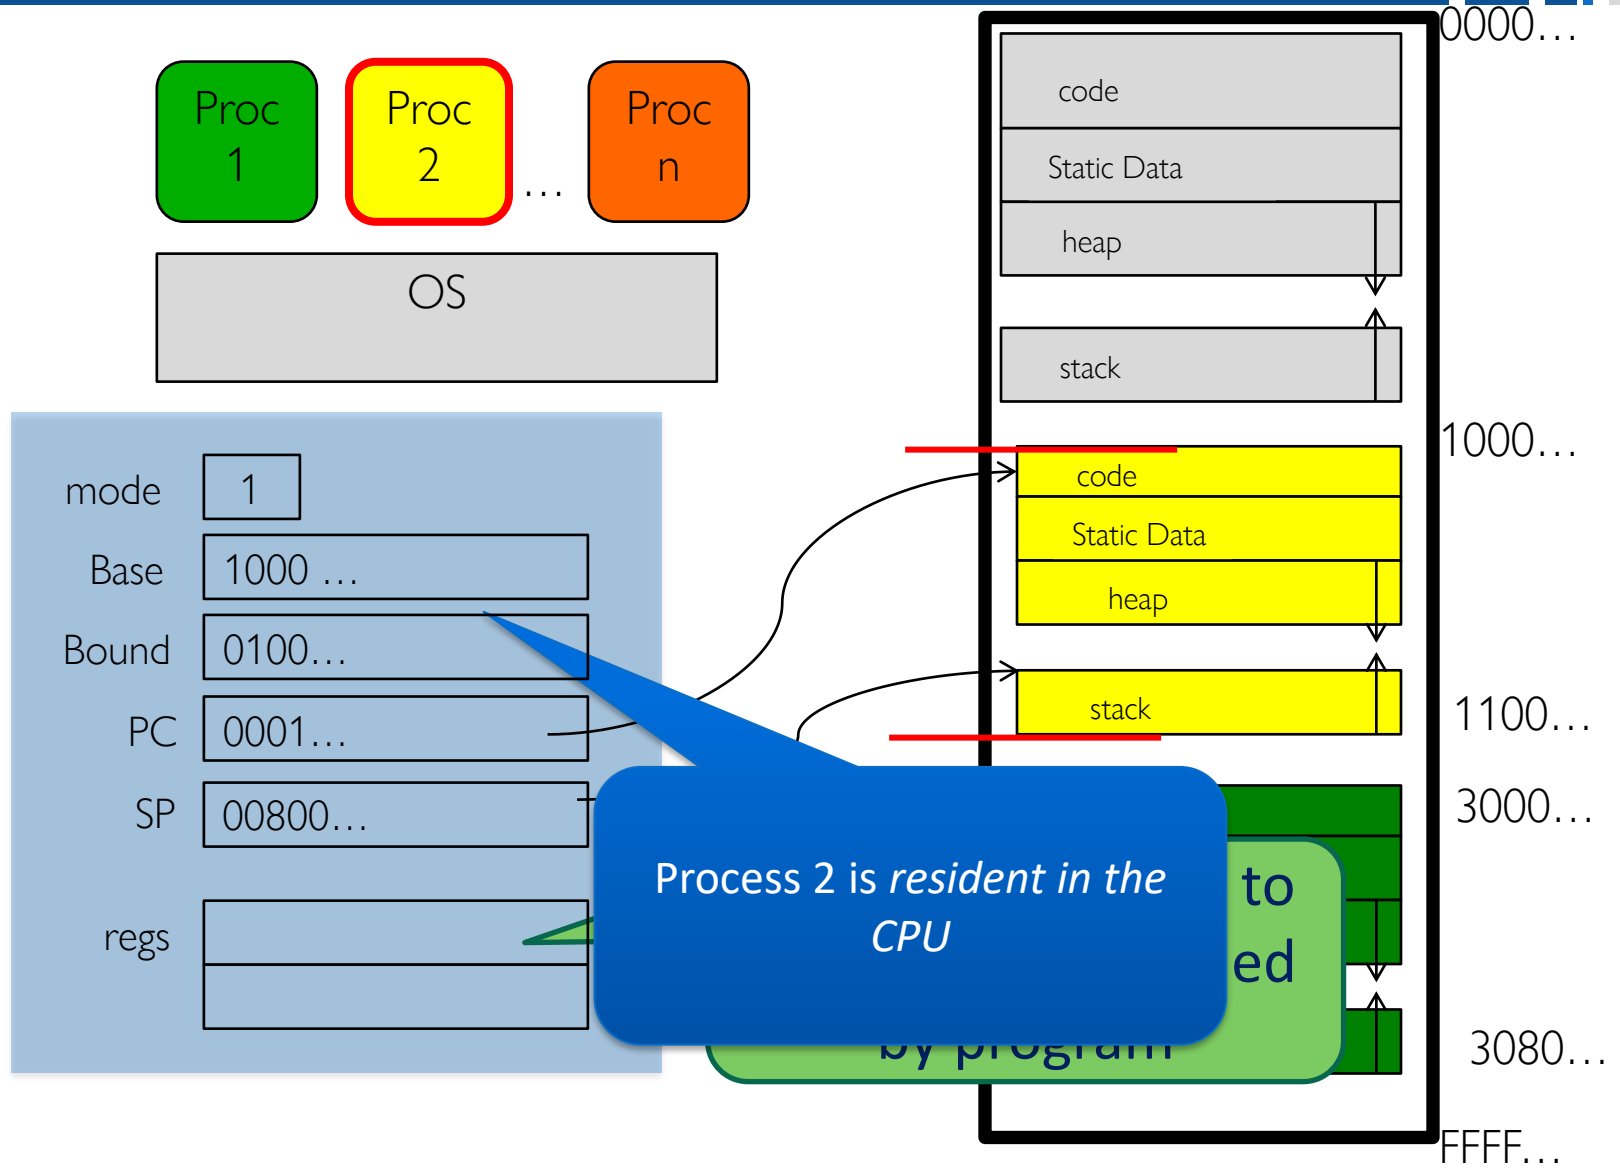 Proc
1
Proc
2
…
Proc
n
OS
mode
1
Base
1000 …
Bound
0100…
PC
0001…
SP
00800…
regs
Process 2 is resident in the
CPU
to
ed
by program
0000…
code
Static Data
heap
stack
1000…
code
Static Data
heap
stack
1100…
3000…
3080…
FFFF…